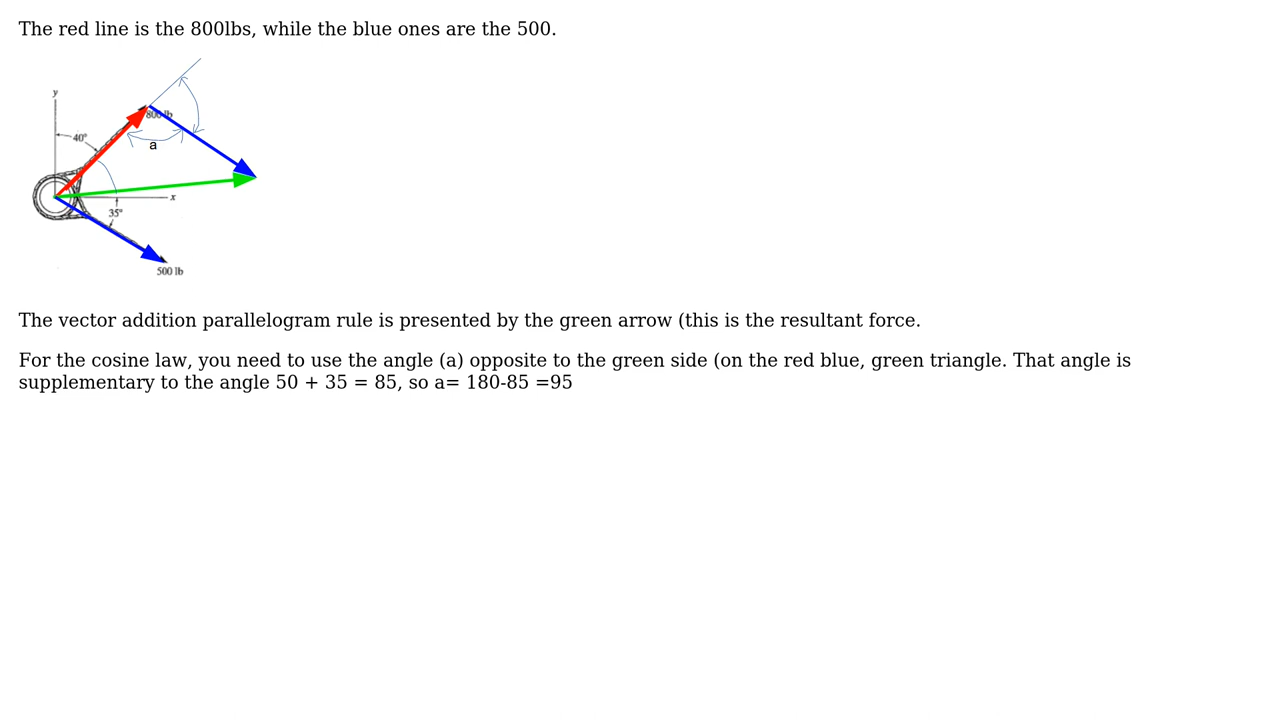 The red line is the 800lbs, while the blue ones are the 500.
y
800 lb
40°
a
x
35°
500 lb
The vector addition parallelogram rule is presented by the green arrow (this is the resultant force.
For the cosine law, you need to use the angle (a) opposite to the green side (on the red blue, green triangle. That angle is
supplementary to the angle 50 + 35 = 85, so a= 180-85 =95